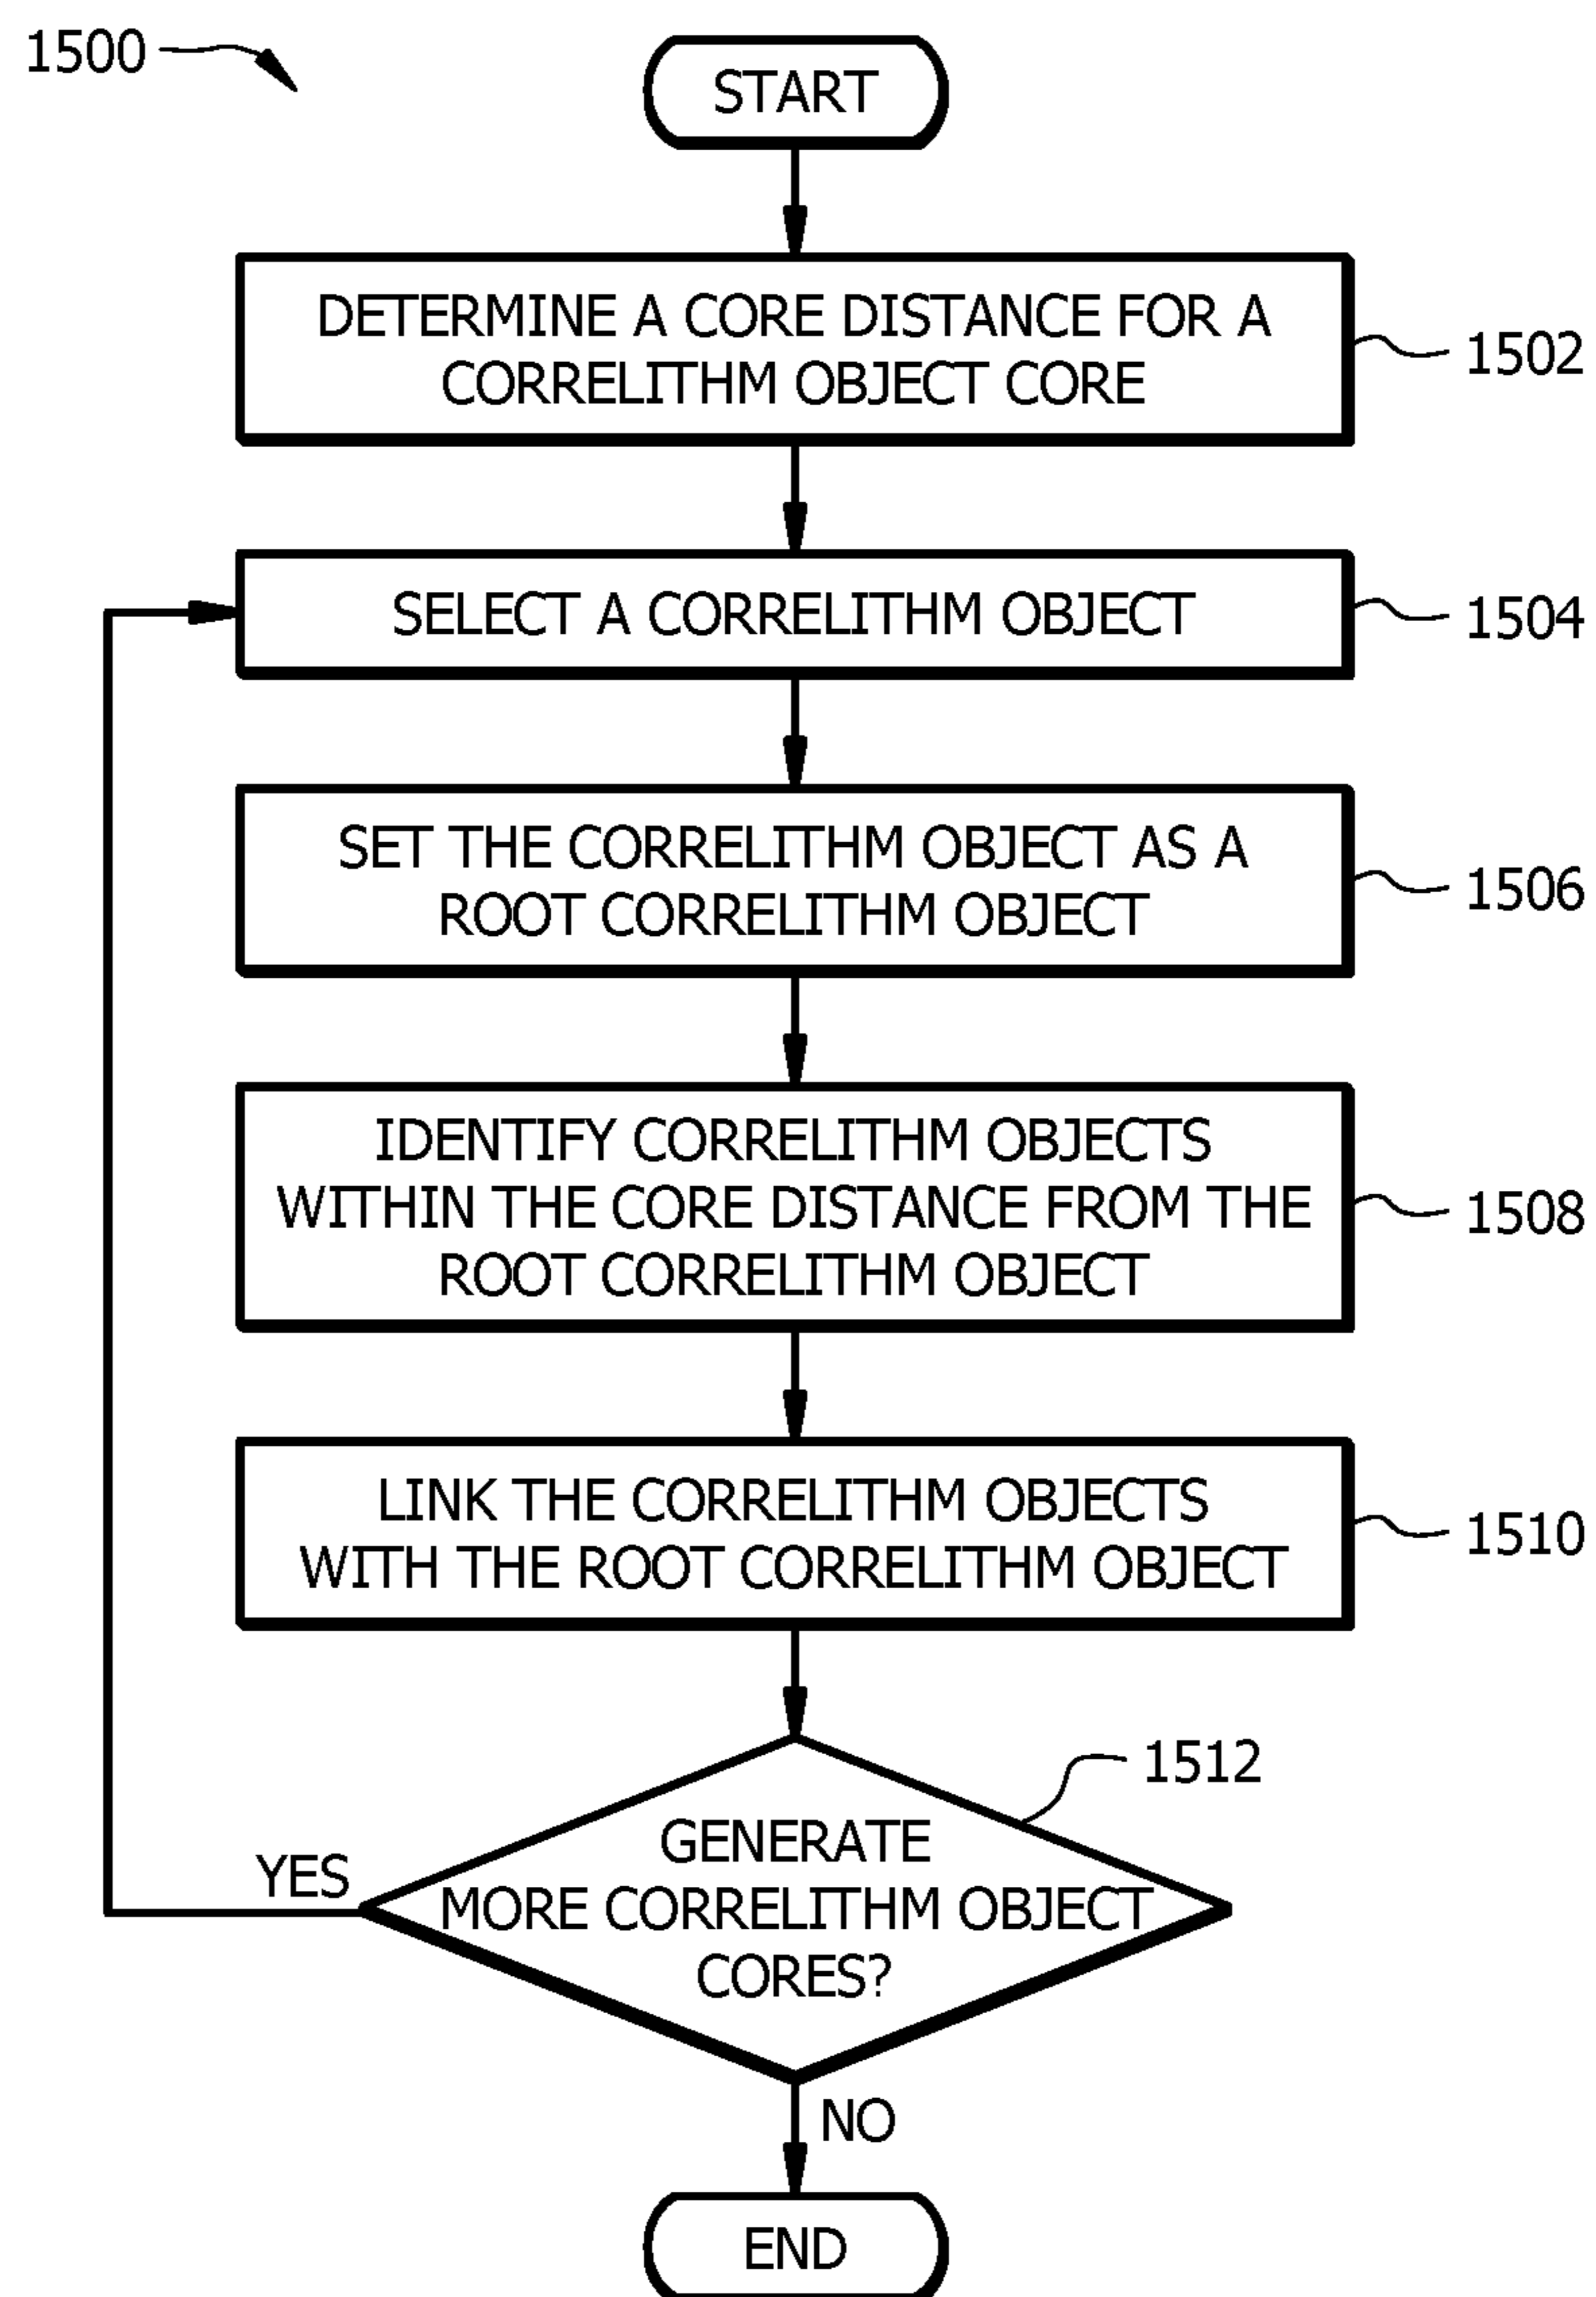 1500
START
DETERMINE A CORE DISTANCE FOR A
CORRELITHM OBJECT CORE
1502
SELECT A CORRELITHM OBJECT
1504
SET THE CORRELITHM OBJECT AS A
ROOT CORRELITHM OBJECT
1506
IDENTIFY CORRELITHM OBJECTS
WITHIN THE CORE DISTANCE FROM THE
ROOT CORRELITHM OBJECT
1508
LINK THE CORRELITHM OBJECTS
WITH THE ROOT CORRELITHM OBJECT
1510
1512
GENERATE
MORE CORRELITHM OBJECT
CORES?
YES
NO
END